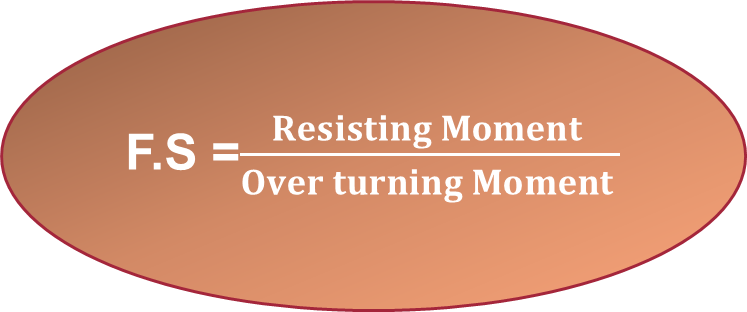 F.S = Resisting Moment
Over turning Moment